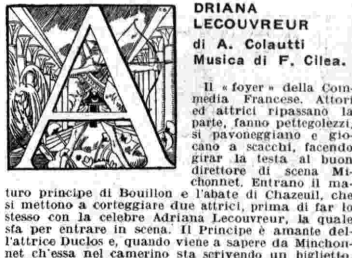 A
DRIANA
LECOUVREUR
di A. Colautti
Musica di F. Cilea.
Il « foyer » della Com-
media Francese. Attori
ed attrici ripassano la
parte, fanno pettegolezzi,
si pavoneggiano e gio-
cano a scacchi, facendo
girar la testa al buon
direttore di scena Mi-
chonnet. Entrano il ma-
turo principe di Bouillon e l'abate di Chazeuil, che
si mettono a corteggiare due attrici, prima di far lo
stesso con la celebre Adriana Lecouvreur, la quale
sfa per entrare in scena. Il Principe è amante del-
l'attrice Duclos e, quando viene a sapere da Minchon-
net ch'essa nel camerino sta scrivendo un biglietto,